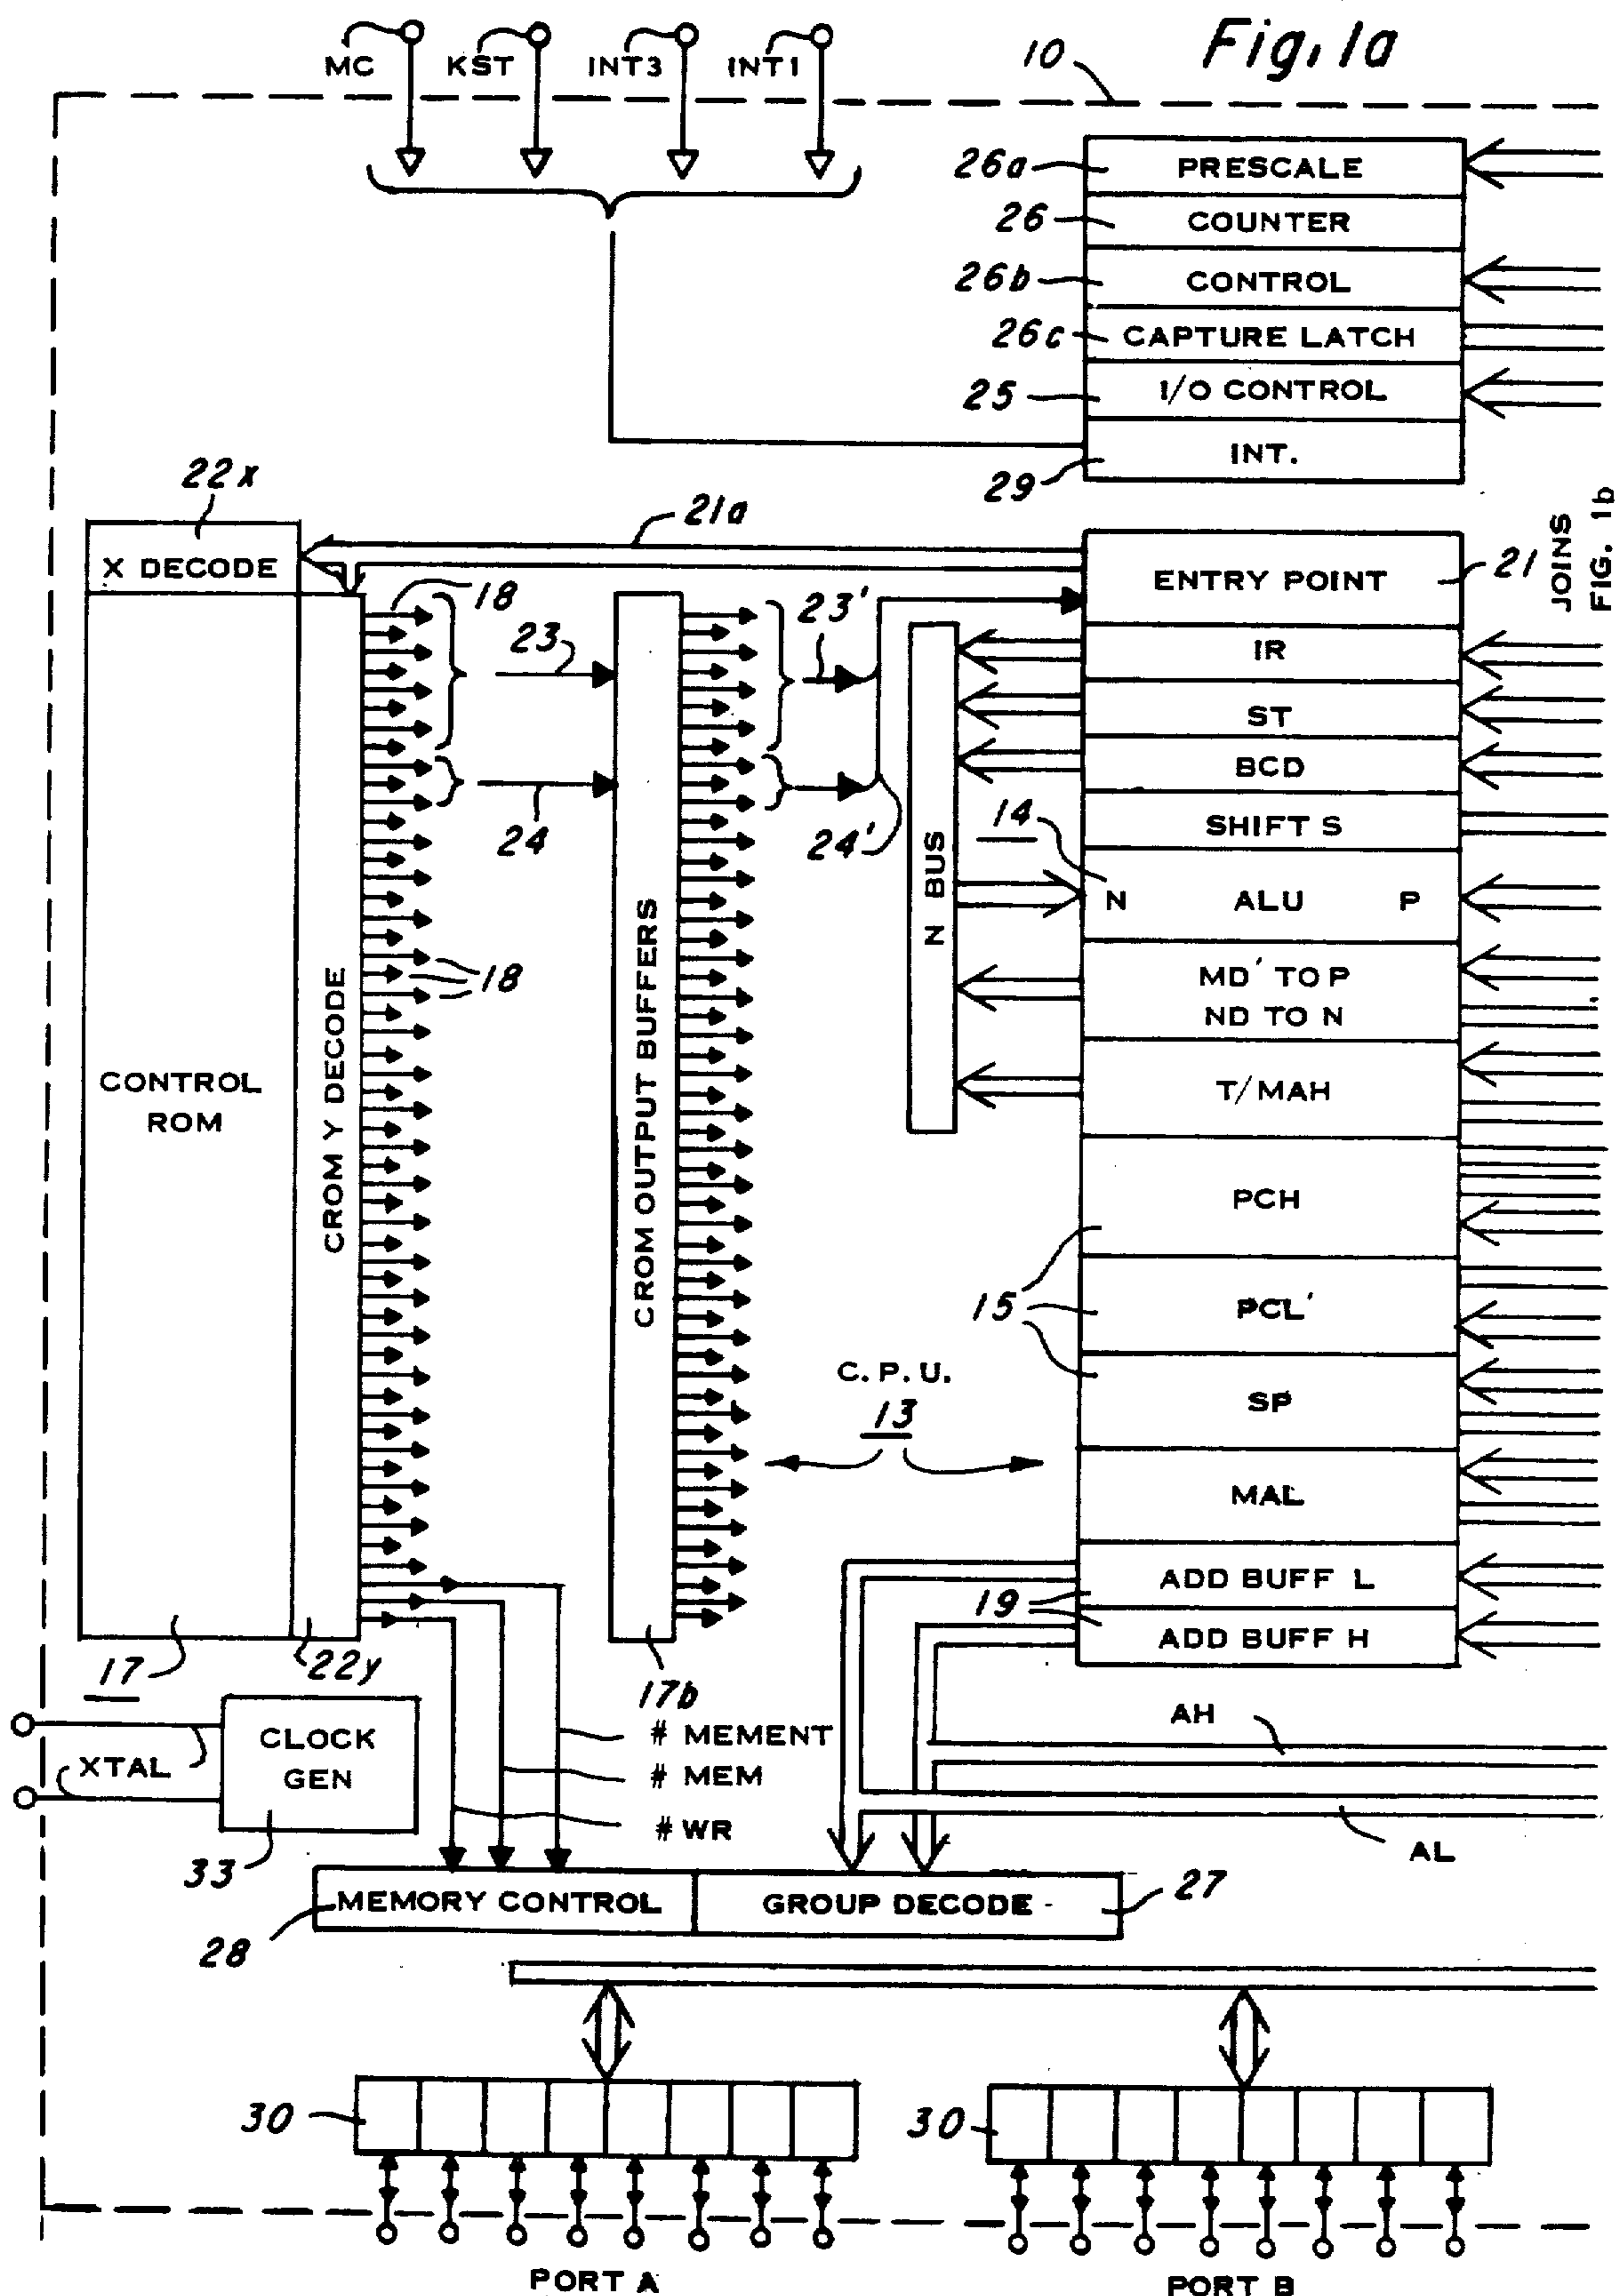 Fig. 1a
MC
KST
INT3
INT1
10
26a
PRESCALE
26
COUNTER
26b
CONTROL
26c
CAPTURE LATCH
25
I/O CONTROL
29
INT.
JOINS
FIG. 1b
22x
X DECODE
21a
ENTRY POINT
21
18
23
23'
IR
ST
BCD
24
24'
14
SHIFT S
N BUS
14
N ALU P
18
MD' TO P
ND TO N
T/MAH
CONTROL
ROM
CROM Y DECODE
CROM OUTPUT BUFFERS
PCH
15
PCL'
SP
C.P.U.
13
MAL
19
ADD BUFF L
ADD BUFF H
17
22y
17b
XTAL
CLOCK
GEN
33
# MEMENT
# MEM
# WR
AH
AL
MEMORY CONTROL
GROUP DECODE
27
28
30
30
PORT A
PORT B